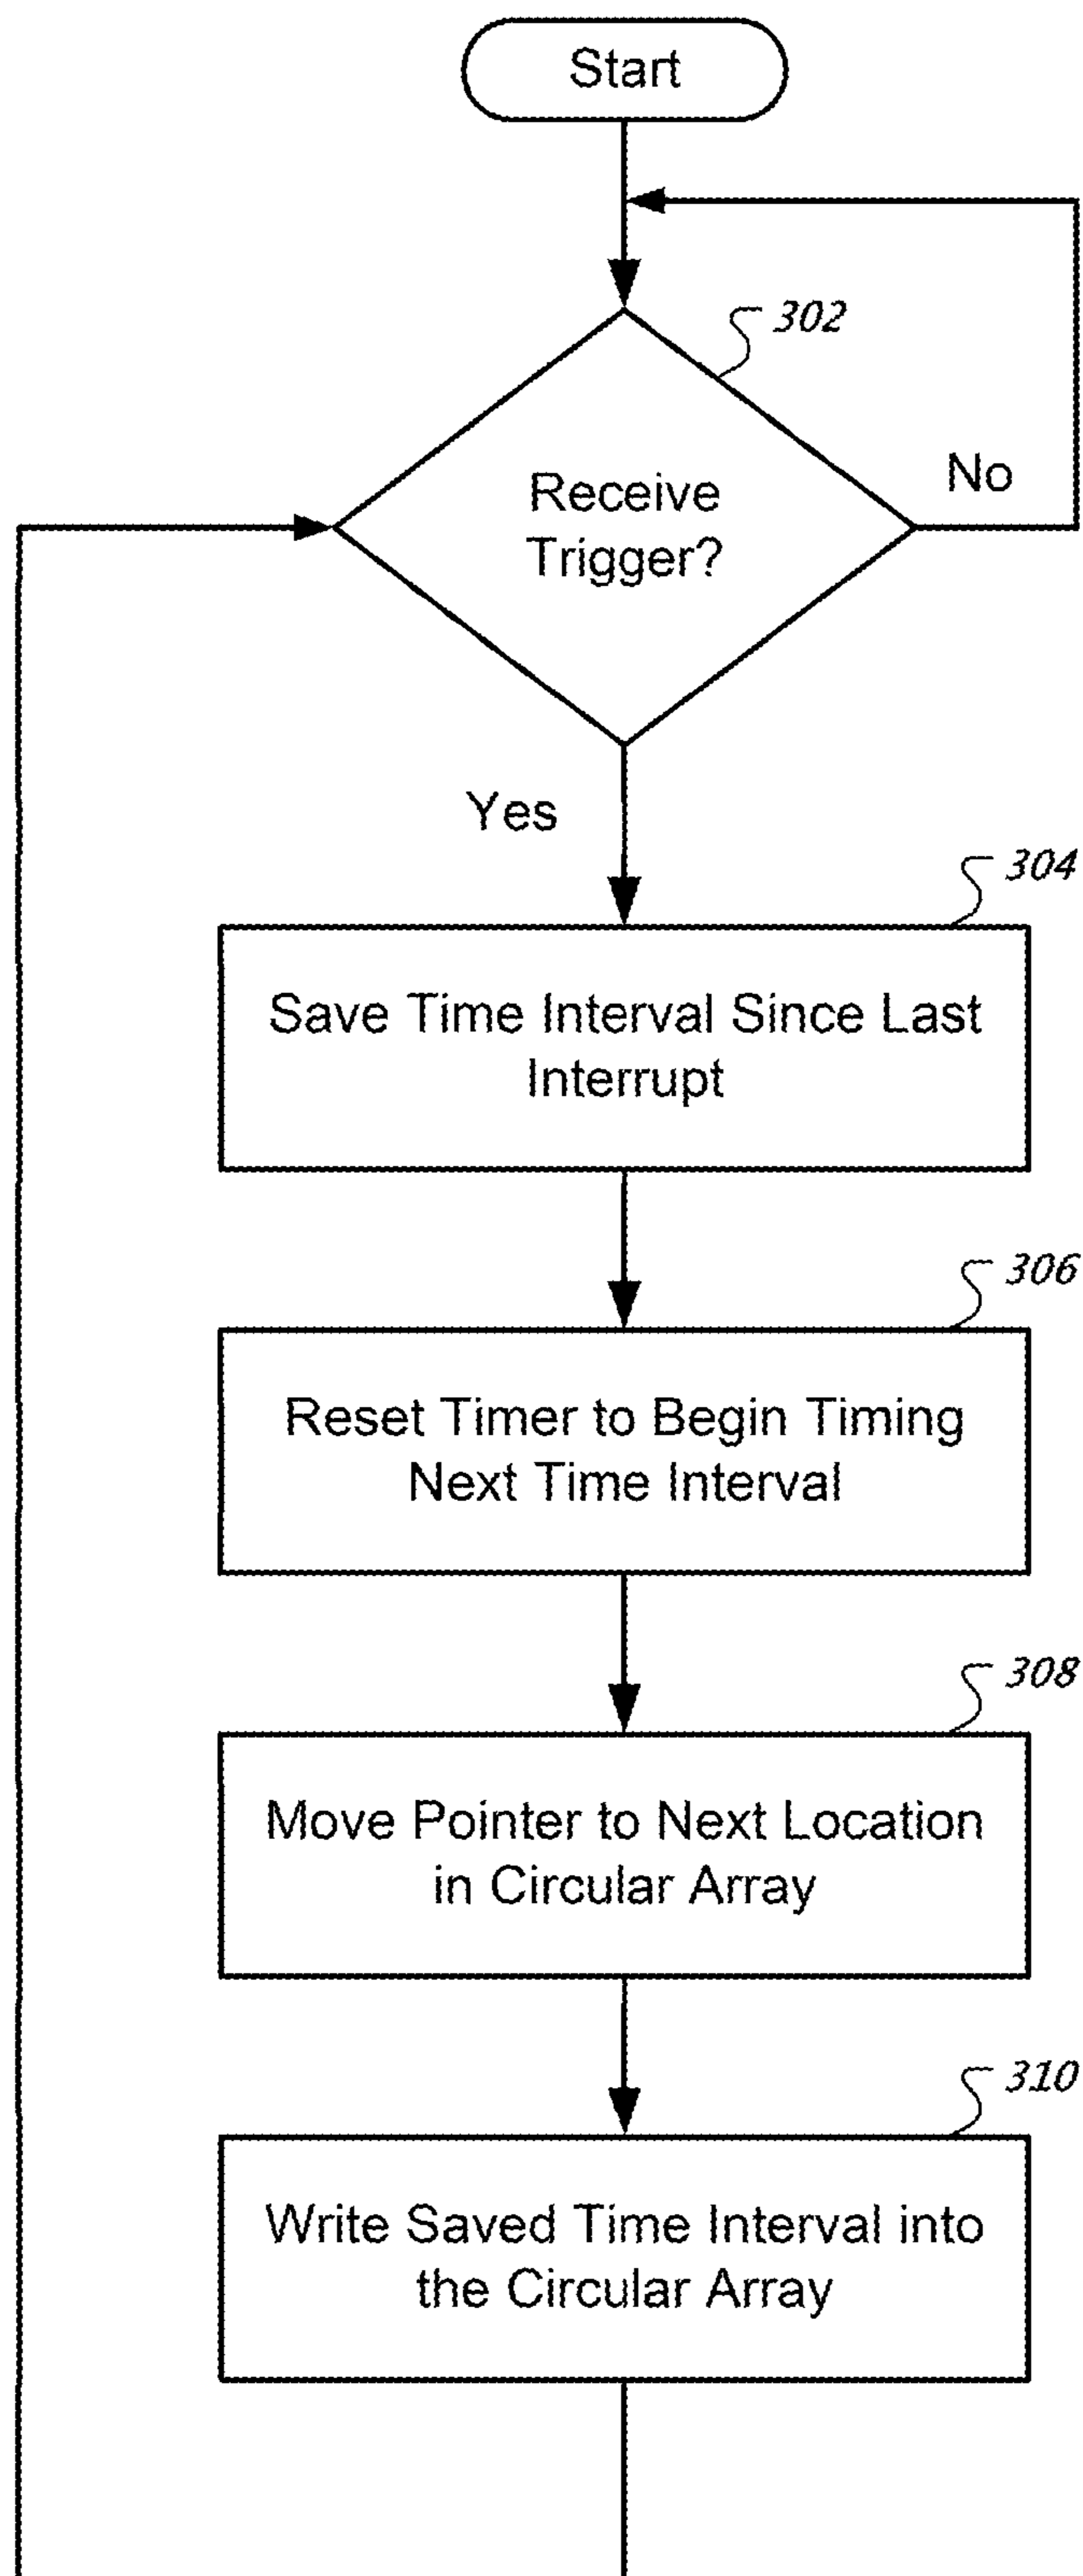 Start
302
Receive
Trigger?
No
Yes
304
Save Time Interval Since Last
Interrupt
306
Reset Timer to Begin Timing
Next Time Interval
308
Move Pointer to Next Location
in Circular Array
310
Write Saved Time Interval into
the Circular Array